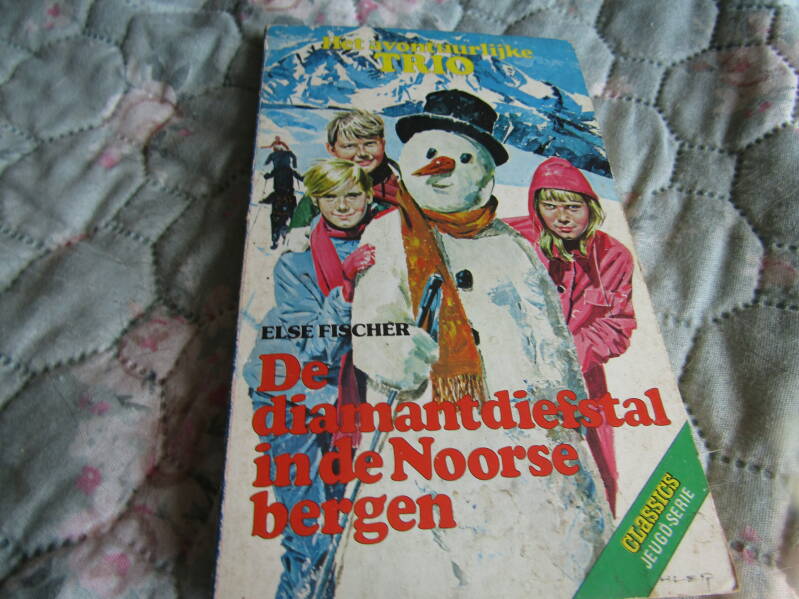 Het avontuurlijke
TRIO
ELSE FISCHER
De
diamantdiefstal
in de Noorse
bergen
CLASSICS
JEUGD-SERIE